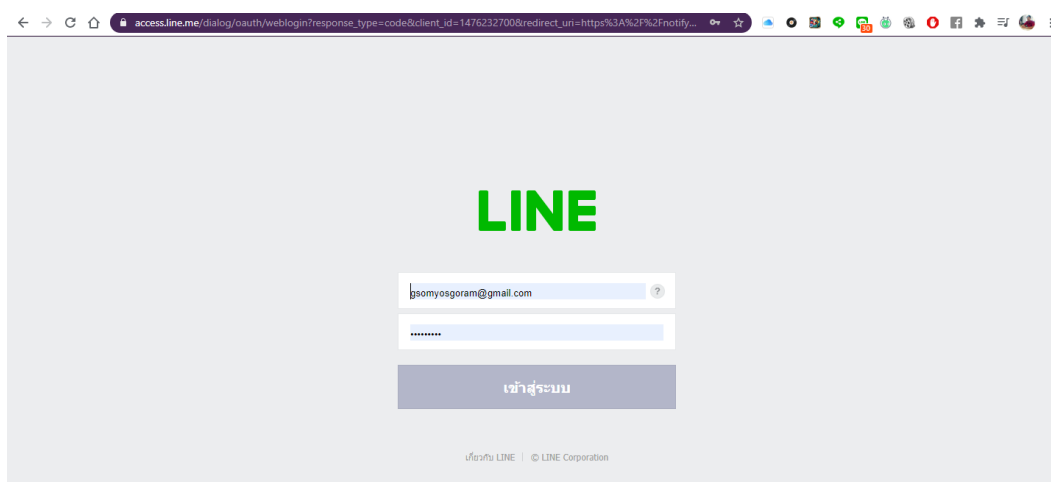 access.line.me/dialog/oauth/weblogin?response_type=code&client_id=1476232700&redirect_uri=https%3A%2F%2Fnotify...
30
LINE
gsomyosgoram@gmail.com
?
•••••••••
เข้าสู่ระบบ
เกี่ยวกับ LINE | © LINE Corporation